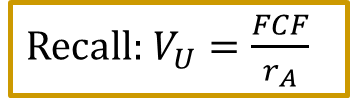 Recall: V_U = FCF / r_A